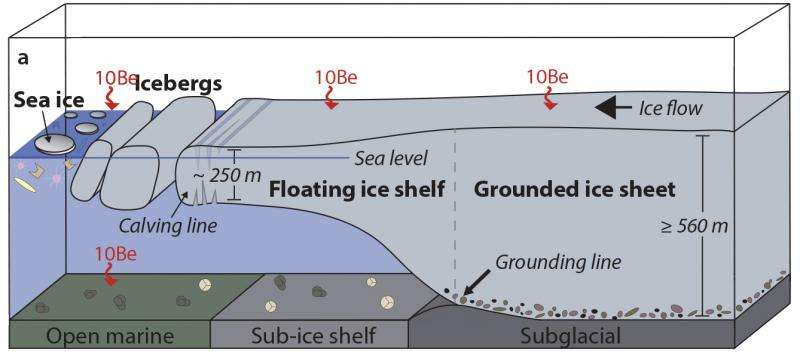 a
10Be
Icebergs
10Be
10Be
Sea ice
Ice flow
Sea level
~ 250 m
Floating ice shelf
Grounded ice sheet
Calving line
≥ 560 m
10Be
Grounding line
Open marine
Sub-ice shelf
Subglacial